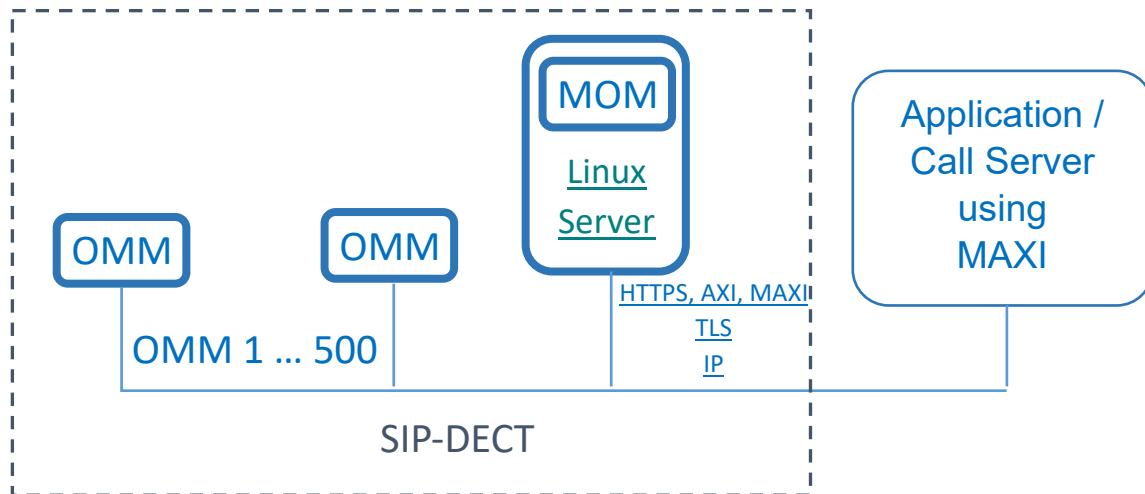 MOM
Linux
Server
OMM
OMM
OMM 1 ... 500
HTTPS, AXI, MAXI
TLS
IP
SIP-DECT
Application /
Call Server
using
MAXI